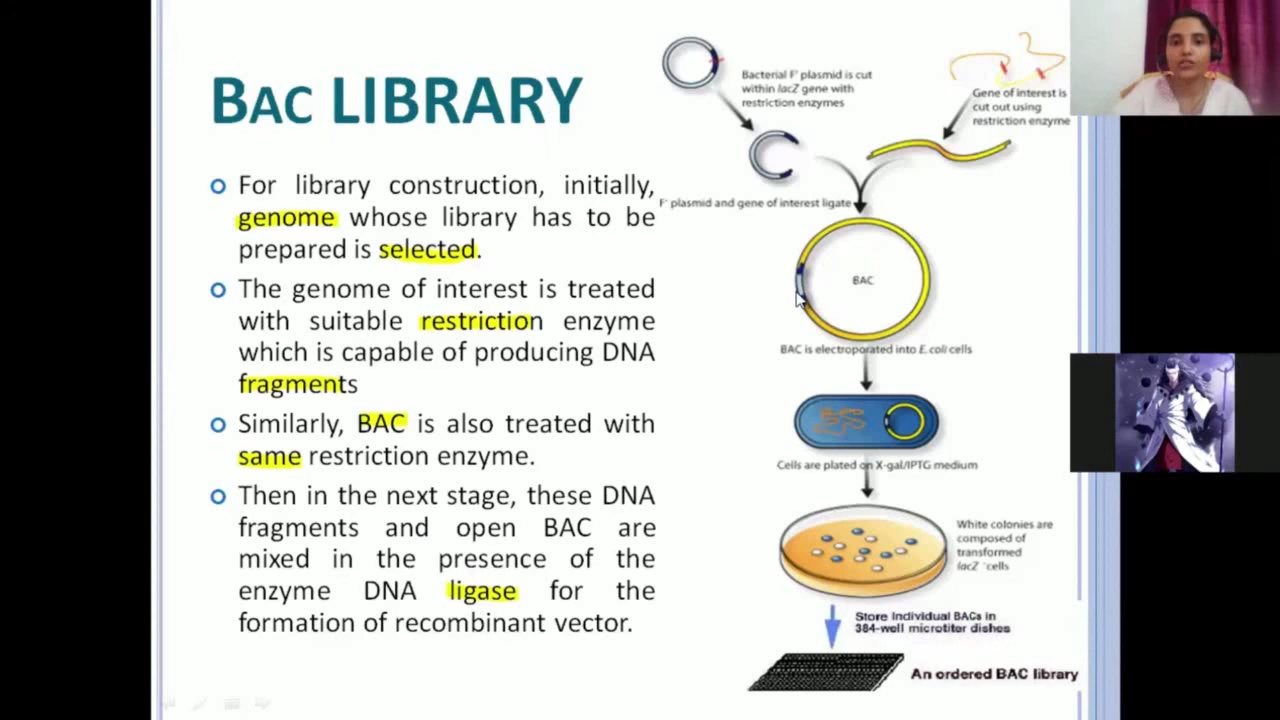 BAC LIBRARY
For library construction, initially,
genome whose library has to be
prepared is selected.
The genome of interest is treated
with suitable restriction enzyme
which is capable of producing DNA
fragments
Similarly, BAC is also treated with
same restriction enzyme.
Then in the next stage, these DNA
fragments and open BAC are
mixed in the presence of the
enzyme DNA ligase for the
formation of recombinant vector.
Bacterial F' plasmid is cut
within lacZ gene with
restriction enzymes
Gene of interest is
cut out using
restriction enzyme
F' plasmid and gene of interest ligate
BAC
BAC is electroporated into E. coli cells
Cells are plated on X-gal/IPTG medium
White colonies are
composed of
transformed
lacZ⁻ cells
Store Individual BACs in
384-well microtiter dishes
An ordered BAC library